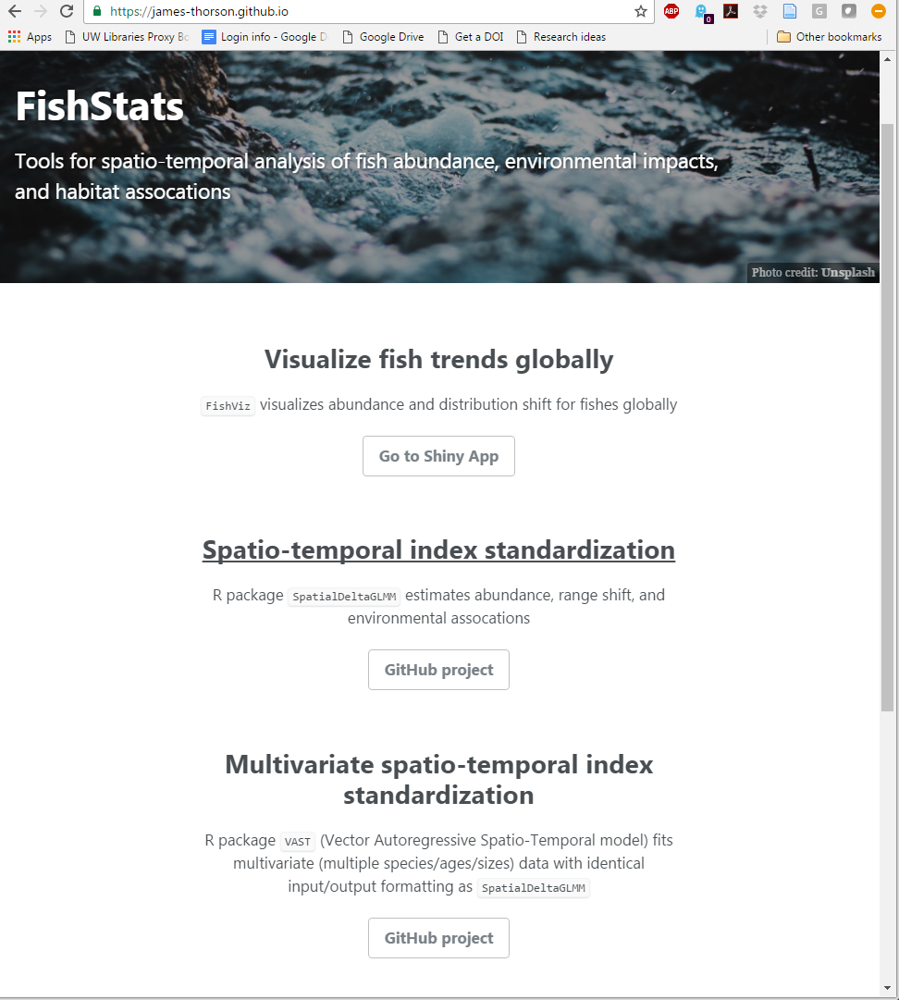 https://james-thorson.github.io
ABP
0
G
Apps UW Libraries Proxy Bo Login info - Google D Google Drive Get a DOI Research ideas Other bookmarks
FishStats
Tools for spatio-temporal analysis of fish abundance, environmental impacts,
and habitat assocations
Photo credit: Unsplash
Visualize fish trends globally
FishViz visualizes abundance and distribution shift for fishes globally
Go to Shiny App
Spatio-temporal index standardization
R package SpatialDeltaGLMM estimates abundance, range shift, and
environmental assocations
GitHub project
Multivariate spatio-temporal index
standardization
R package VAST (Vector Autoregressive Spatio-Temporal model) fits
multivariate (multiple species/ages/sizes) data with identical
input/output formatting as SpatialDeltaGLMM
GitHub project